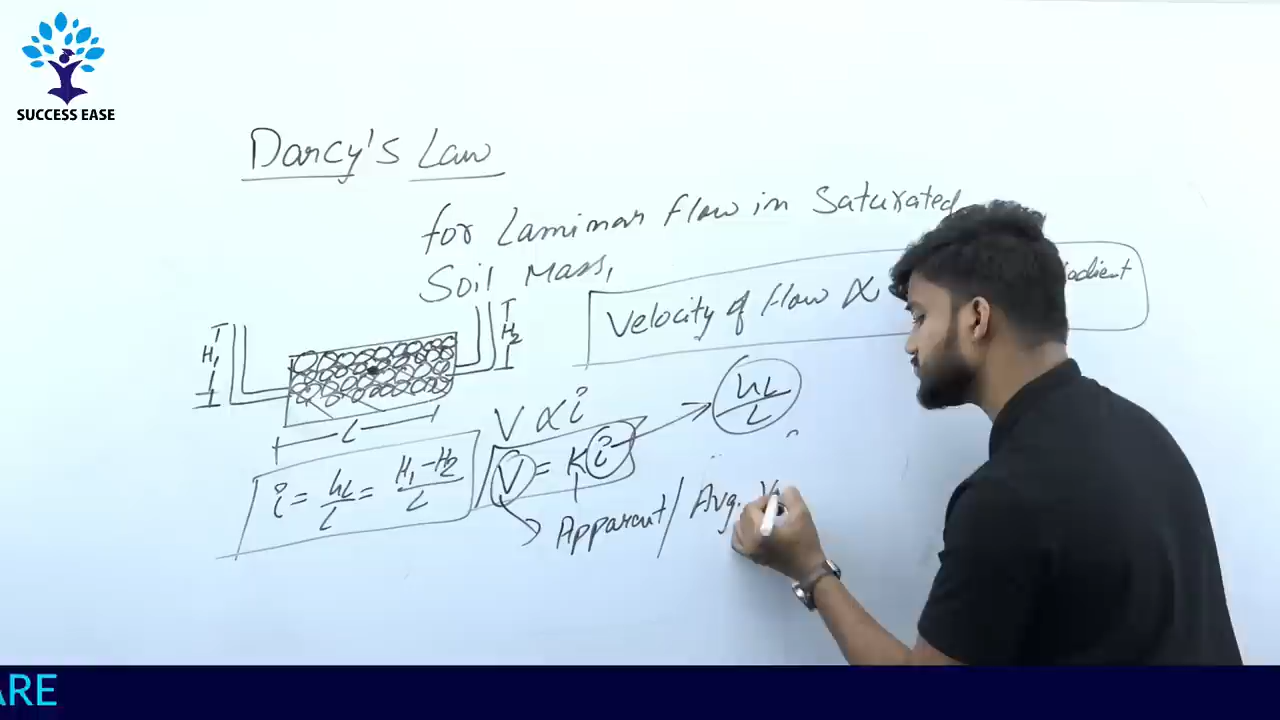 SUCCESS EASE
Darcy's Law
for Laminar flow in Saturated
Soil Mass,
Velocity of flow ∝
H1
H2
L
V ∝ i
hL/L
i = hL/L = H1-H2/L
V = Ki
Apparent/Avg. V
ARE